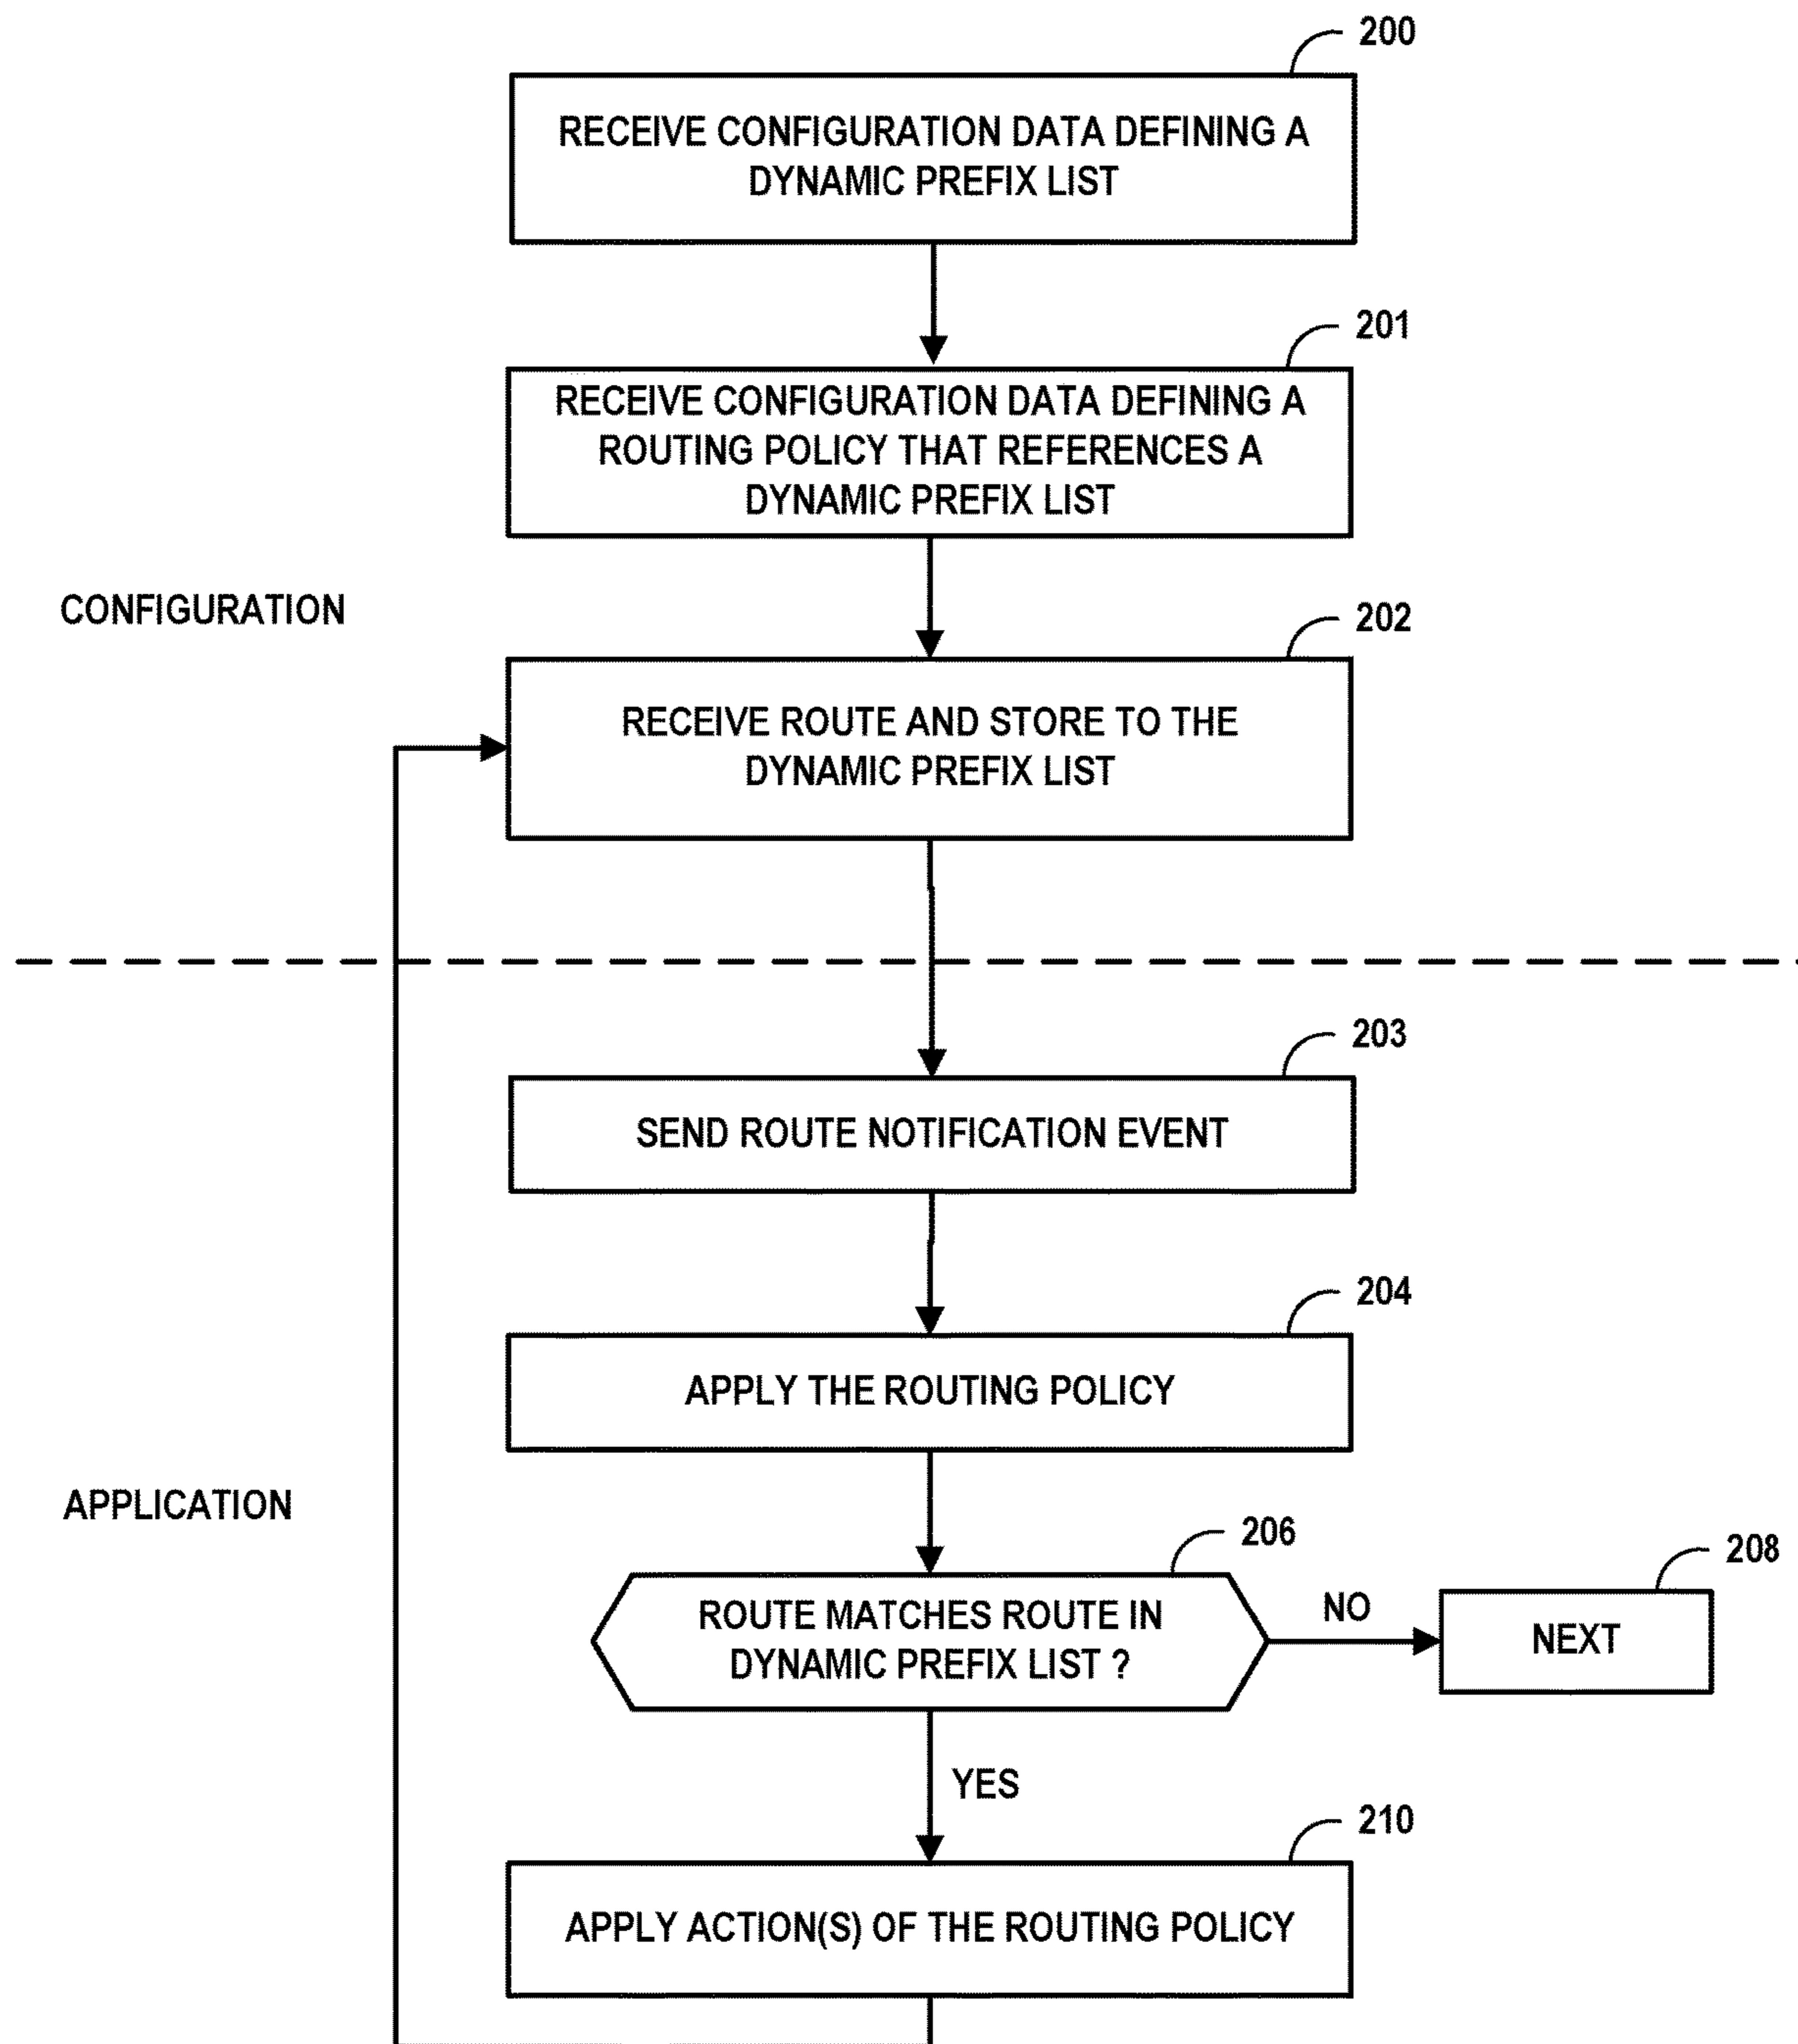 200
RECEIVE CONFIGURATION DATA DEFINING A
DYNAMIC PREFIX LIST
201
RECEIVE CONFIGURATION DATA DEFINING A
ROUTING POLICY THAT REFERENCES A
DYNAMIC PREFIX LIST
CONFIGURATION
202
RECEIVE ROUTE AND STORE TO THE
DYNAMIC PREFIX LIST
203
SEND ROUTE NOTIFICATION EVENT
204
APPLY THE ROUTING POLICY
APPLICATION
206
ROUTE MATCHES ROUTE IN
DYNAMIC PREFIX LIST ?
NO
208
NEXT
YES
210
APPLY ACTION(S) OF THE ROUTING POLICY